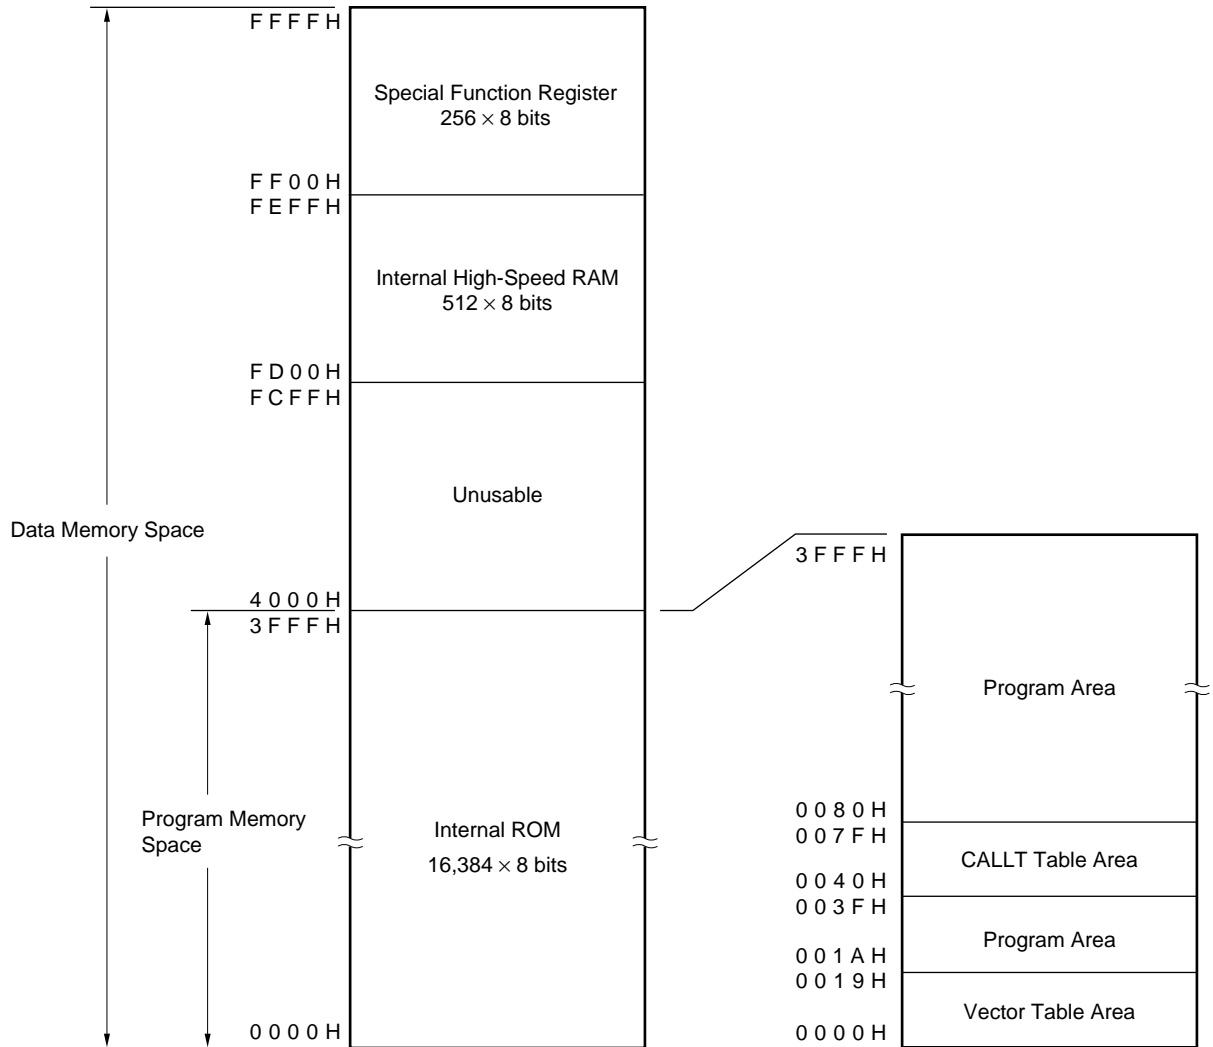 FFFFH
Special Function Register
256 × 8 bits
FF00H
FEFFH
Internal High-Speed RAM
512 × 8 bits
FD00H
FCFFH
Unusable
Data Memory Space
4000H
3FFFH
Program Memory
Space
Internal ROM
16,384 × 8 bits
0000H
3FFFH
Program Area
0080H
007FH
CALLT Table Area
0040H
003FH
Program Area
001AH
0019H
Vector Table Area
0000H